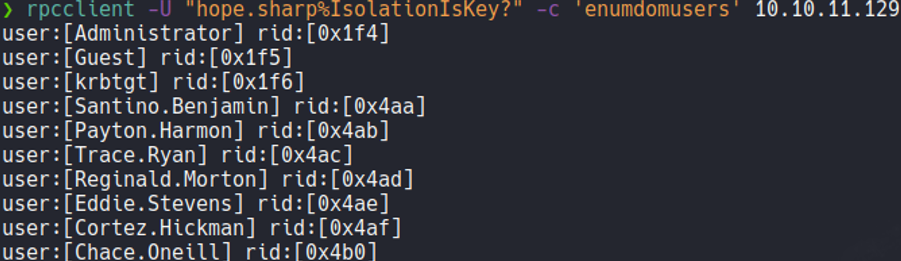 ❯ rpcclient -U "hope.sharp%IsolationIsKey?" -c 'enumdomusers' 10.10.11.129
user:[Administrator] rid:[0x1f4]
user:[Guest] rid:[0x1f5]
user:[krbtgt] rid:[0x1f6]
user:[Santino.Benjamin] rid:[0x4aa]
user:[Payton.Harmon] rid:[0x4ab]
user:[Trace.Ryan] rid:[0x4ac]
user:[Reginald.Morton] rid:[0x4ad]
user:[Eddie.Stevens] rid:[0x4ae]
user:[Cortez.Hickman] rid:[0x4af]
user:[Chace.Oneill] rid:[0x4b0]